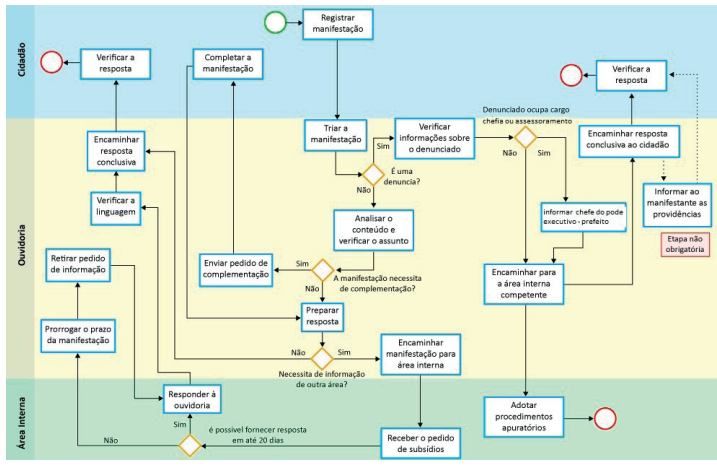 Cidadão
Registrar
manifestação
Verificar a
resposta
Completar a
manifestação
Verificar a
resposta
Ouvidoria
Triar a
manifestação
Sim
É uma
denuncia?
Não
Verificar
informações sobre
o denunciado
Denunciado ocupa cargo
chefia ou assessoramento
Não
Sim
Encaminhar resposta
conclusiva ao cidadão
Encaminhar
resposta
conclusiva
Verificar a
linguagem
Analisar o
conteúdo e
verificar o assunto
informar chefe do pode
executivo - prefeito
Informar ao
manifestante as
providências
Etapa não
obrigatória
Retirar pedido
de informação
Enviar pedido de
complementação
Sim
A manifestação necessita
de complementação?
Não
Encaminhar para
a área interna
competente
Prorrogar o prazo
da manifestação
Preparar
resposta
Não
Sim
Necessita de informação
de outra área?
Encaminhar
manifestação para
área interna
Área Interna
Responder à
ouvidoria
Sim
Não
é possivel fornecer resposta
em até 20 dias
Receber o pedido
de subsídios
Adotar
procedimentos
apuratórios